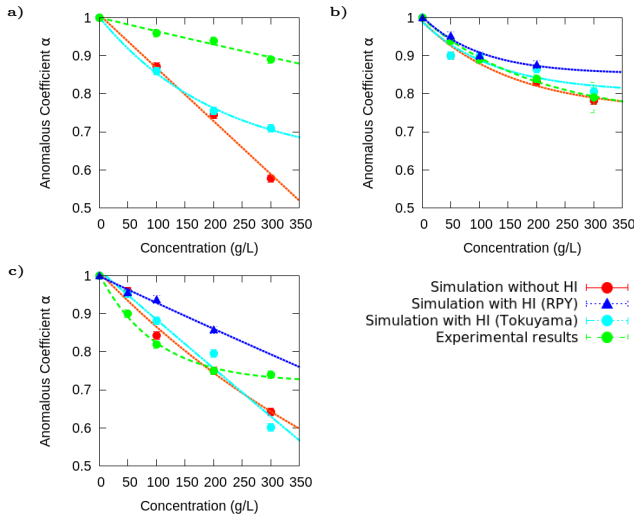 a)
Anomalous Coefficient α
1
0.9
0.8
0.7
0.6
0.5
0 50 100 150 200 250 300 350
Concentration (g/L)
b)
Anomalous Coefficient α
1
0.9
0.8
0.7
0.6
0.5
0 50 100 150 200 250 300 350
Concentration (g/L)
c)
Anomalous Coefficient α
1
0.9
0.8
0.7
0.6
0.5
0 50 100 150 200 250 300 350
Concentration (g/L)
Simulation without HI
Simulation with HI (RPY)
Simulation with HI (Tokuyama)
Experimental results